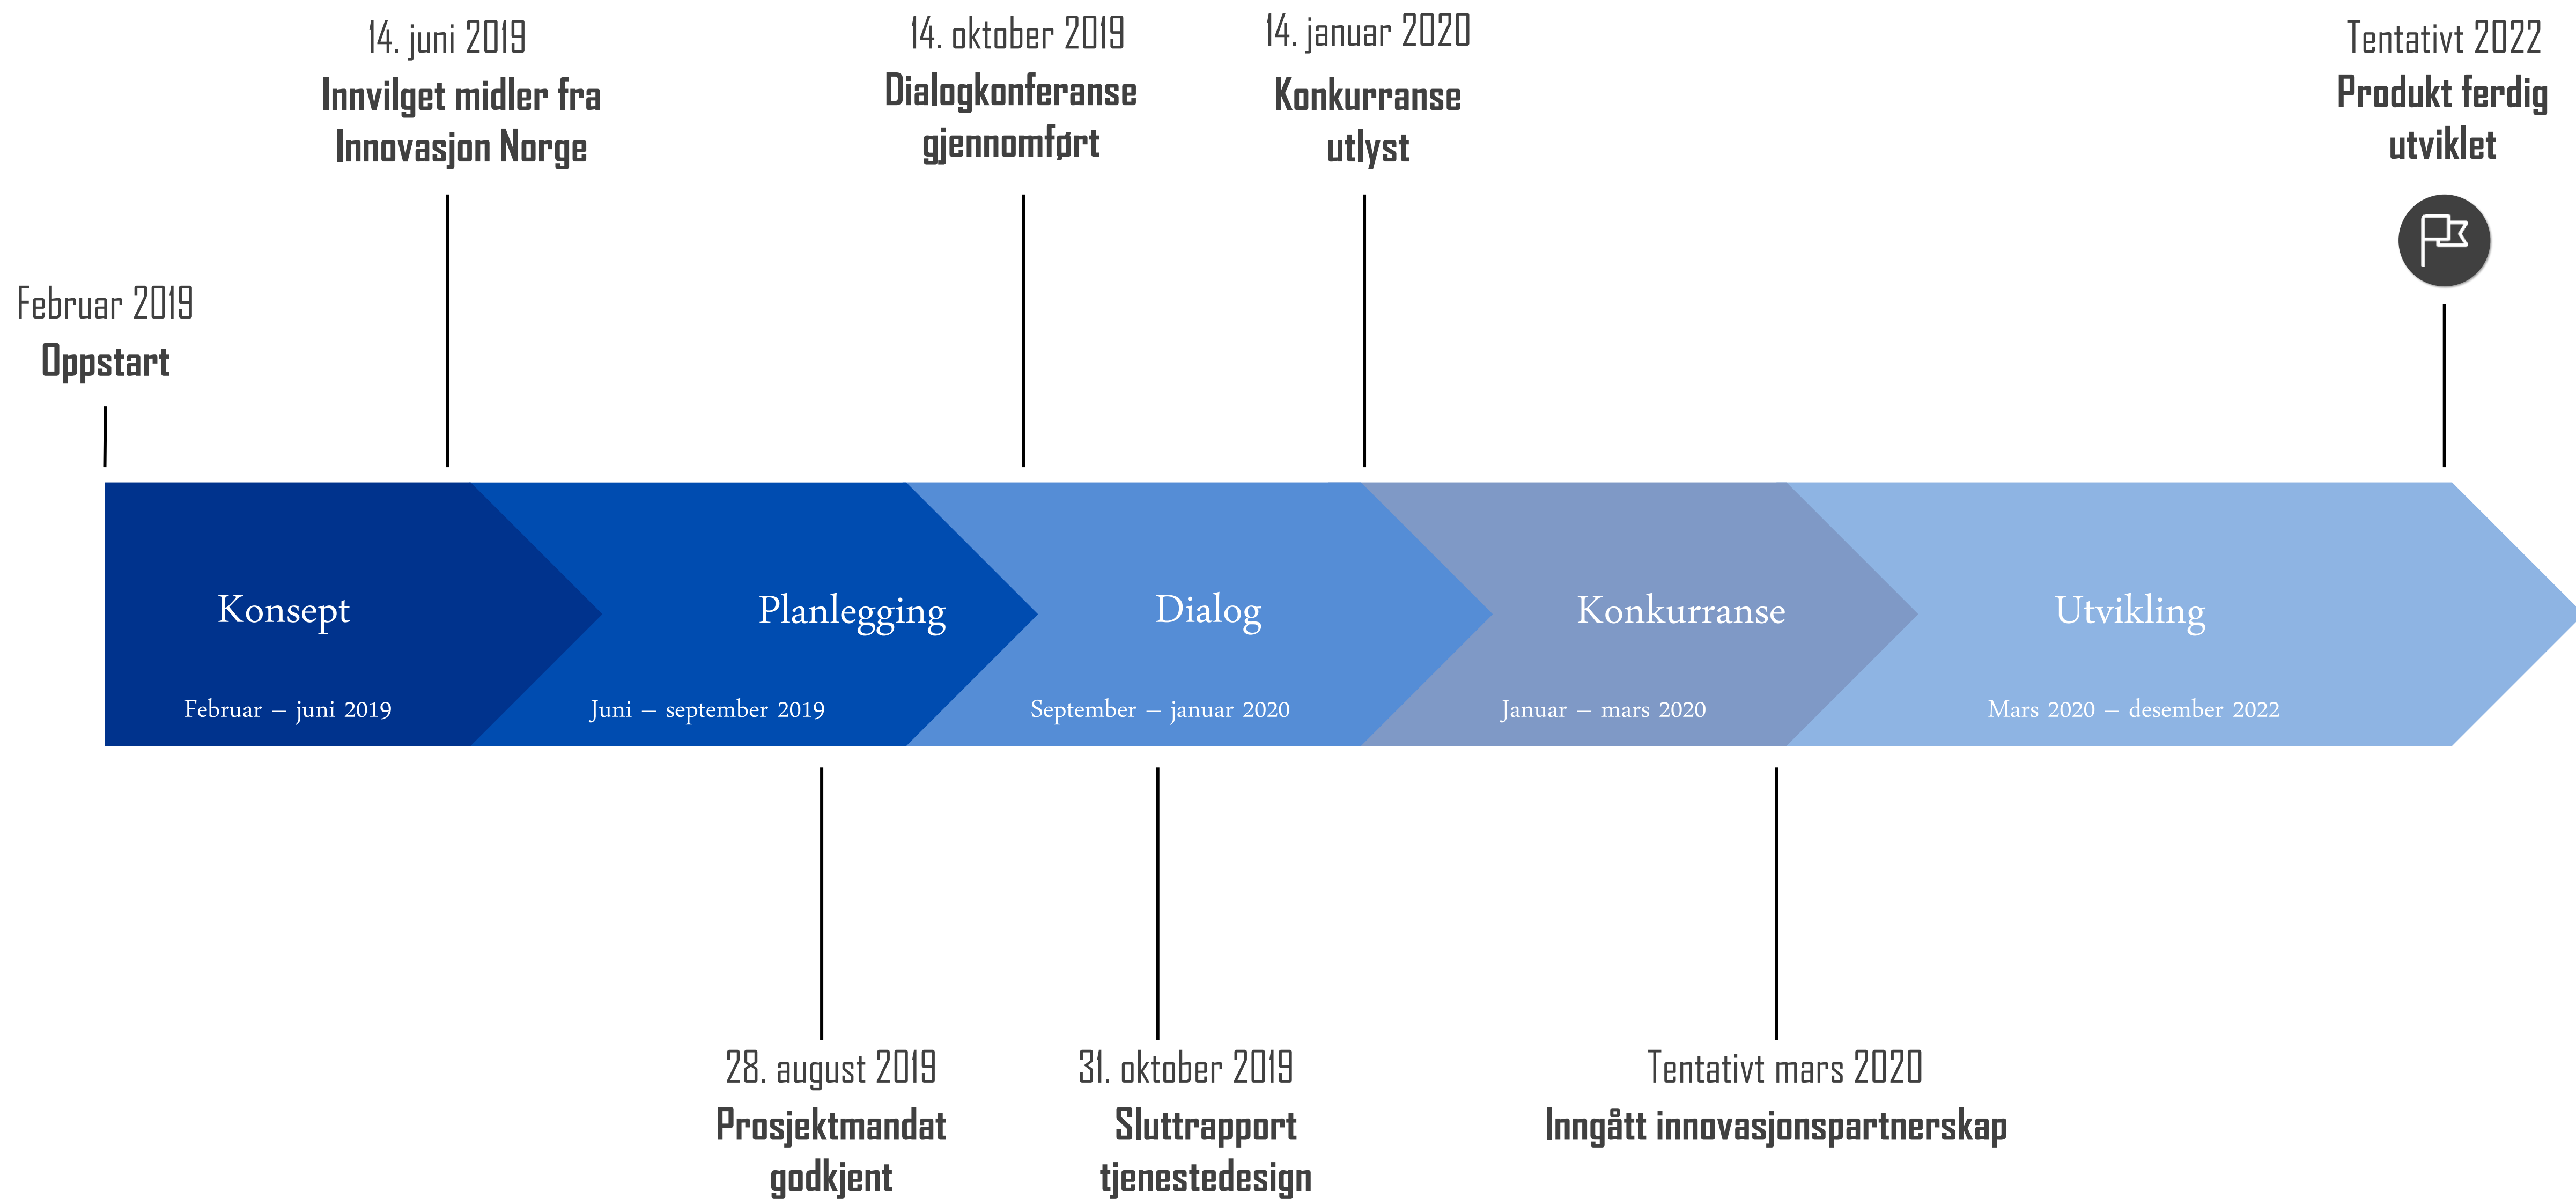 14. juni 2019
Innvilget midler fra
Innovasjon Norge
14. oktober 2019
Dialogkonferanse
gjennomført
14. januar 2020
Konkurranse
utlyst
Tentativt 2022
Produkt ferdig
utviklet
Februar 2019
Oppstart
Konsept
Februar – juni 2019
Planlegging
Juni – september 2019
Dialog
September – januar 2020
Konkurranse
Januar – mars 2020
Utvikling
Mars 2020 – desember 2022
28. august 2019
Prosjektmandat
godkjent
31. oktober 2019
Sluttrapport
tjenestedesign
Tentativt mars 2020
Inngått innovasjonspartnerskap